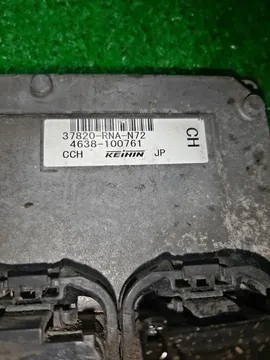 37820-RNA-N72
4638-100761
CCH KEIHIN JP
CH